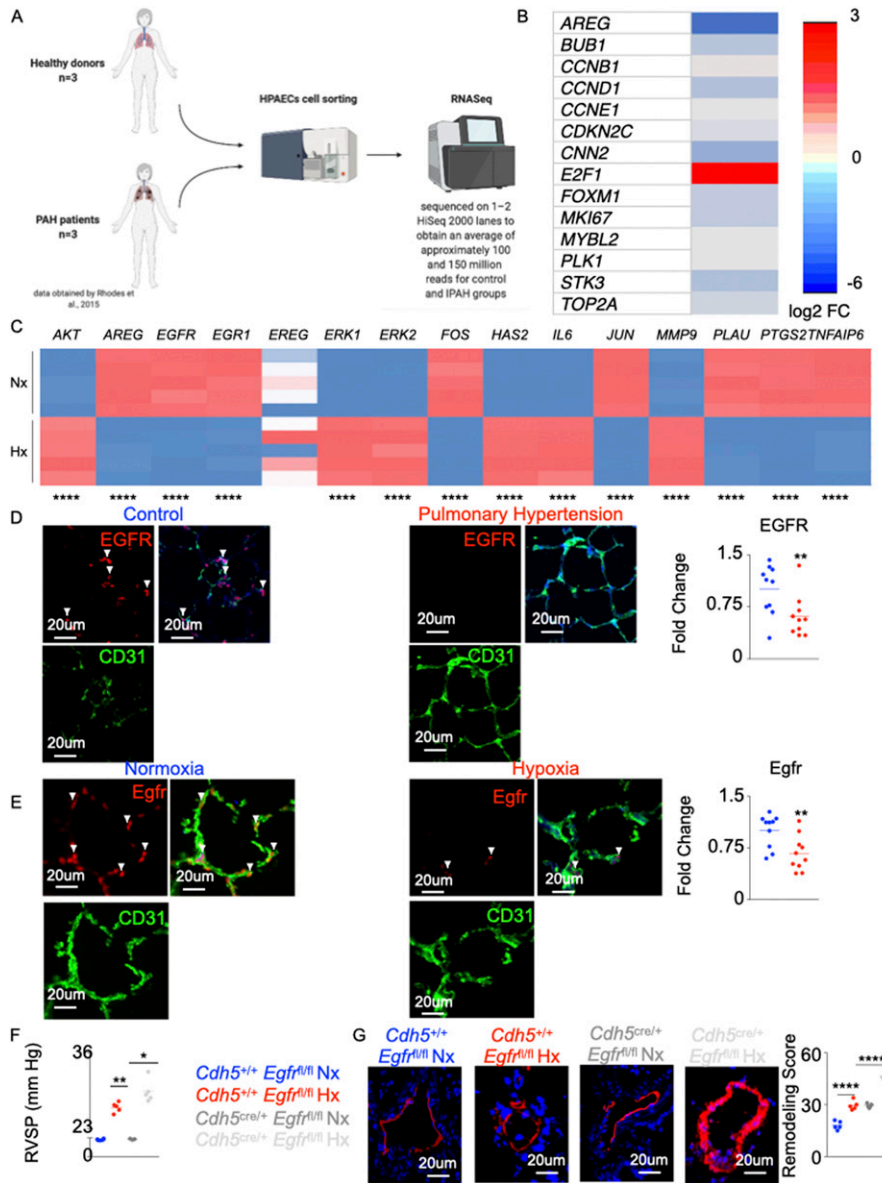 A
Healthy donors
n=3
PAH patients
n=3
data obtained by Rhodes et
al., 2015
HPAECs cell sorting
RNASeq
sequenced on 1–2
HiSeq 2000 lanes to
obtain an average of
approximately 100
and 150 million
reads for control
and IPAH groups
B
AREG
BUB1
CCNB1
CCND1
CCNE1
CDKN2C
CNN2
E2F1
FOXM1
MKI67
MYBL2
PLK1
STK3
TOP2A
3
0
-6
log2 FC
C
AKT AREG EGFR EGR1 EREG ERK1 ERK2 FOS HAS2 IL6 JUN MMP9 PLAU PTGS2 TNFAIP6
Nx
Hx
**** **** **** **** **** **** **** **** **** **** **** **** **** ****
D
Control
EGFR
20um
20um
CD31
20um
Pulmonary Hypertension
EGFR
20um
20um
CD31
20um
EGFR
Fold Change
1.5
0.75
0
**
E
Normoxia
Egfr
20um
20um
CD31
20um
Hypoxia
Egfr
20um
20um
CD31
20um
Egfr
Fold Change
1.5
0.75
0
**
F
RVSP (mm Hg)
36
23
0
**
*
Cdh5+/+ Egfrfl/fl Nx
Cdh5+/+ Egfrfl/fl Hx
Cdh5cre/+ Egfrfl/fl Nx
Cdh5cre/+ Egfrfl/fl Hx
G
Cdh5+/+
Egfrfl/fl Nx
20um
Cdh5+/+
Egfrfl/fl Hx
20um
Cdh5cre/+
Egfrfl/fl Nx
20um
Cdh5cre/+
Egfrfl/fl Hx
20um
Remodeling Score
60
30
0
****
****